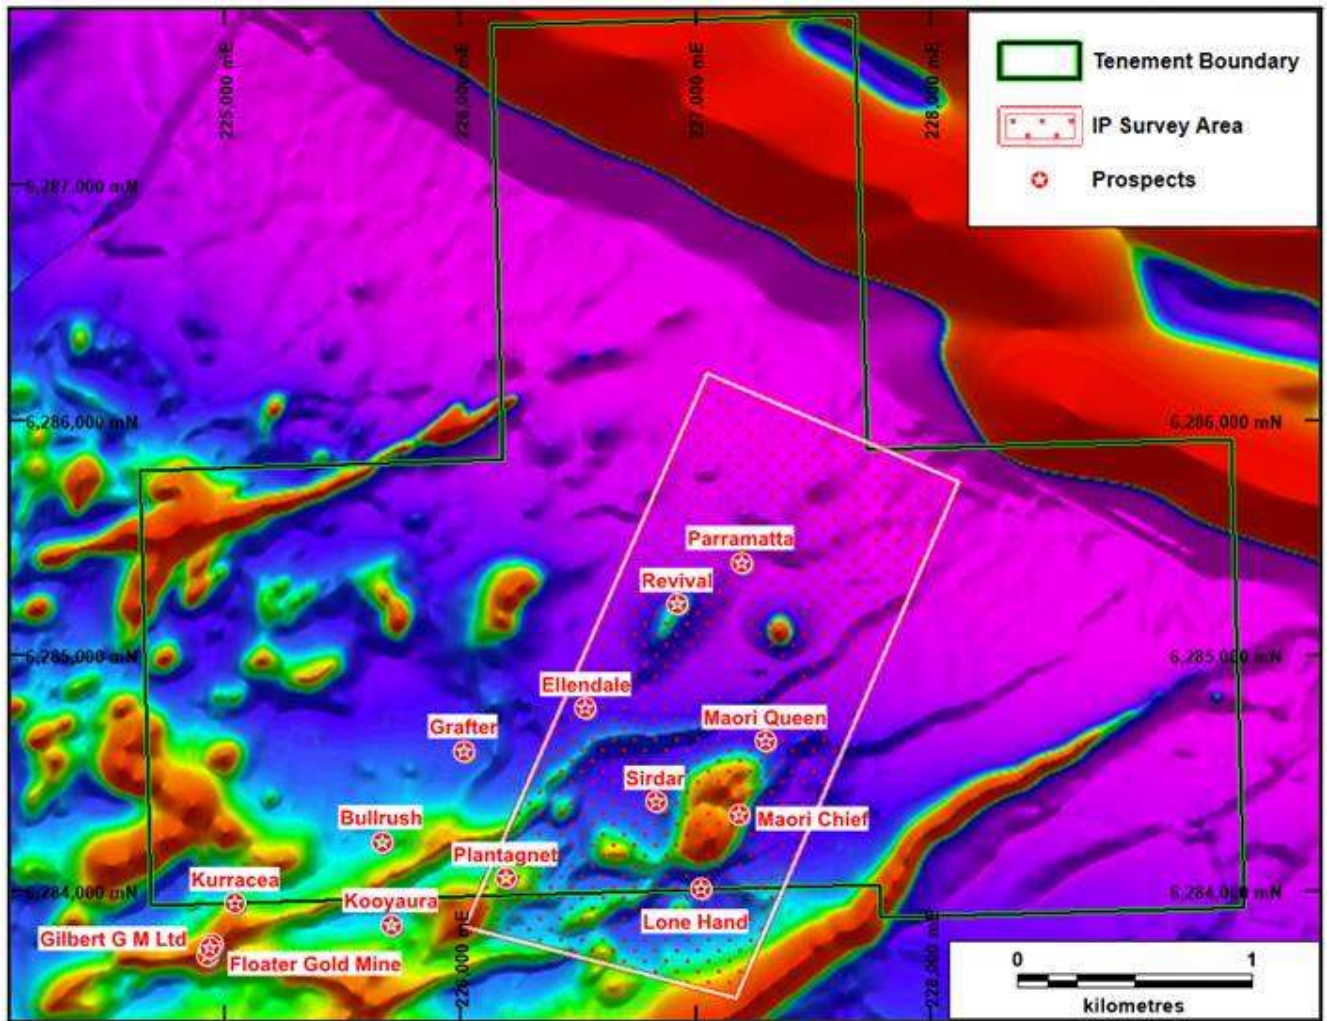 225,000 mE
226,000 mE
227,000 mE
228,000 mE
Tenement Boundary
IP Survey Area
Prospects
6,287,000 mN
6,286,000 mN
6,286,000 mN
Parramatta
Revival
6,285,000 mN
6,285,000 mN
Ellendale
Maori Queen
Grafter
Sirdar
Bullrush
Maori Chief
Plantagnet
Kurracea
6,284,000 mN
6,284,000 mN
Kooyaura
Lone Hand
Gilbert G M Ltd
Floater Gold Mine
226,000 mE
228,000 mE
0 1
kilometres